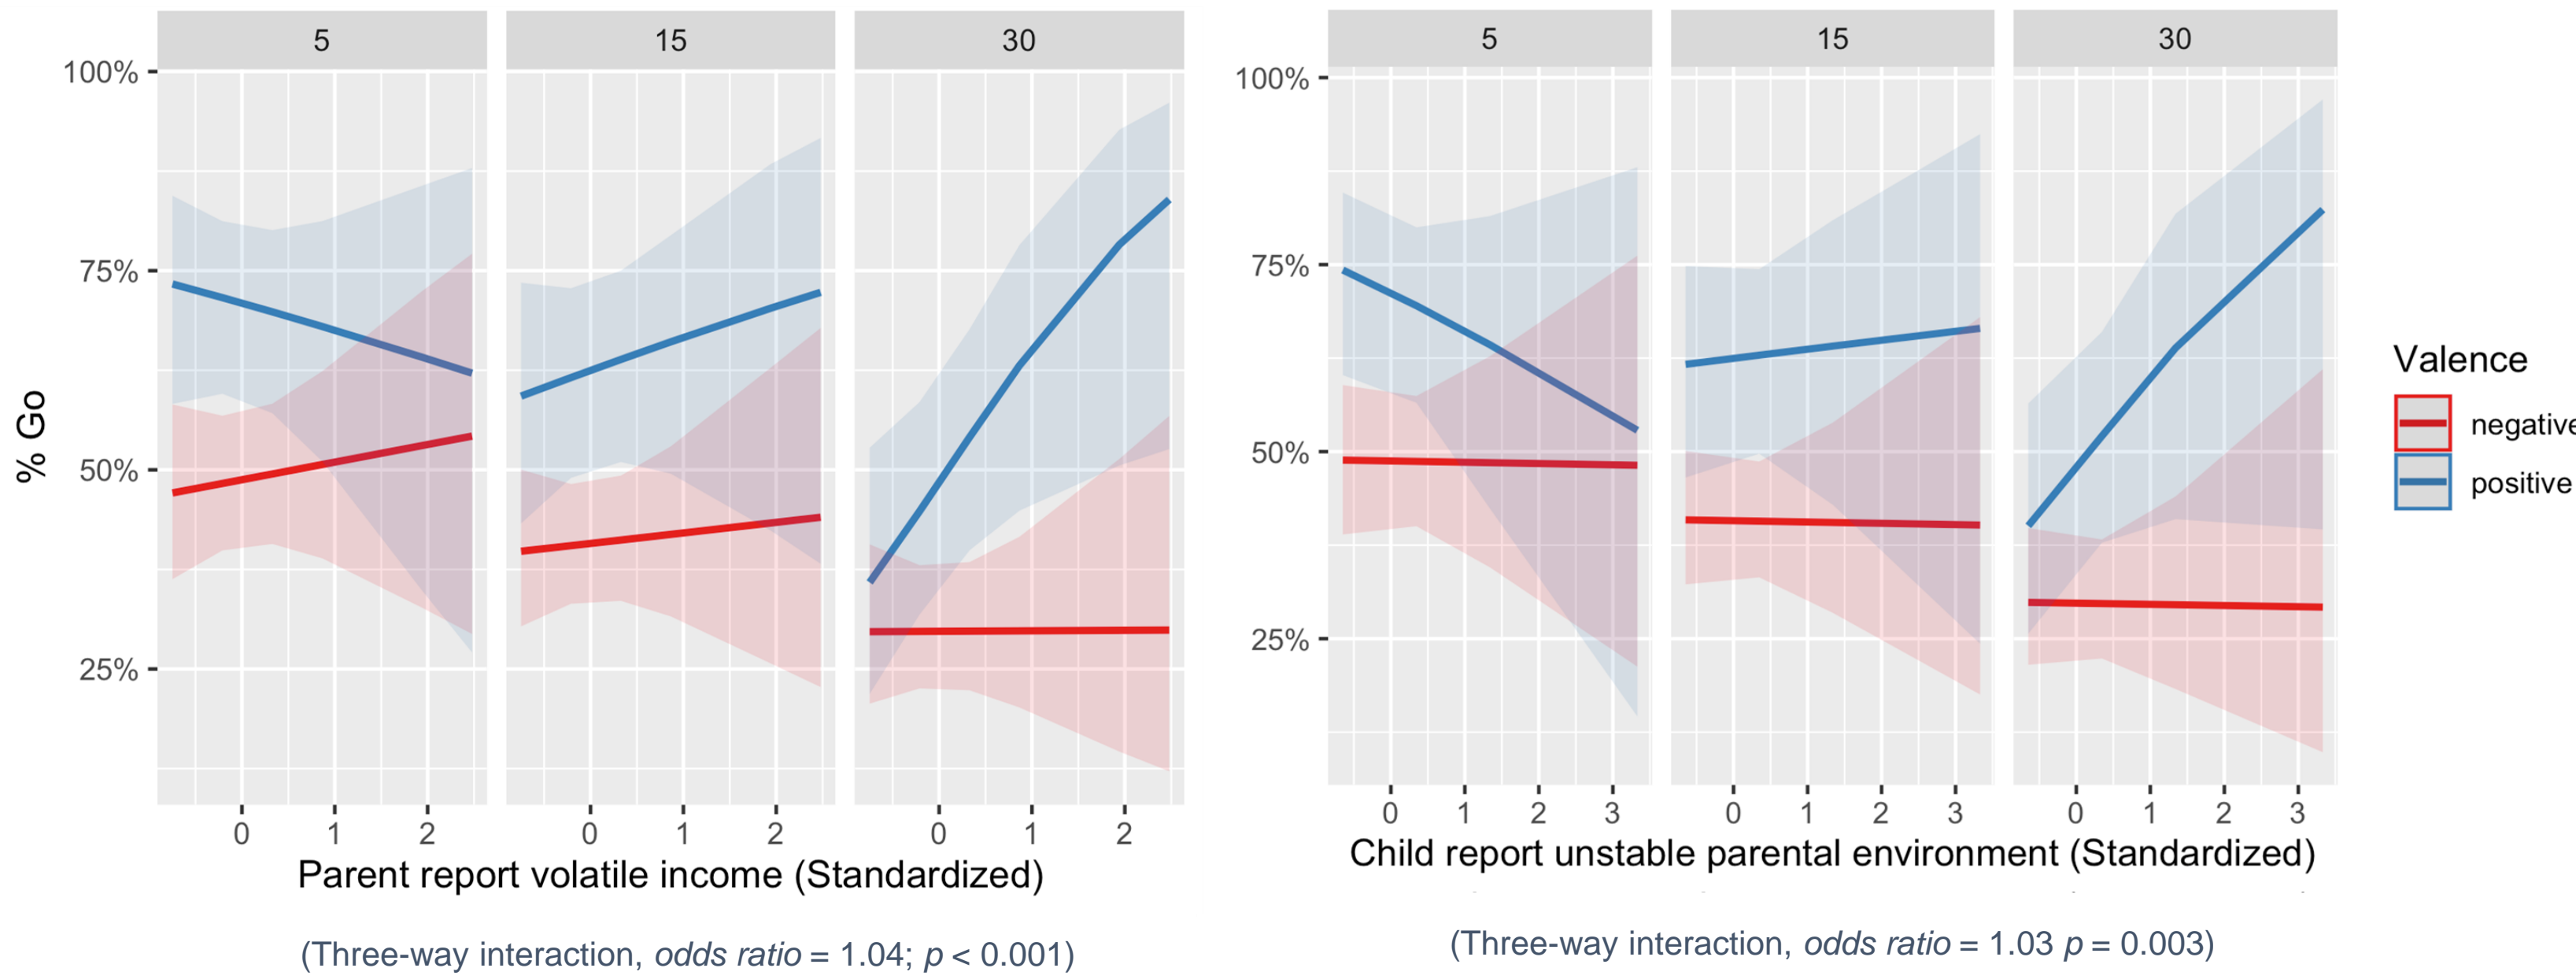 5 15 30
100%
75%
50%
25%
% Go
0 1 2 0 1 2 0 1 2
Parent report volatile income (Standardized)
(Three-way interaction, odds ratio = 1.04; p < 0.001)
5 15 30
100%
75%
50%
25%
0 1 2 3 0 1 2 3 0 1 2 3
Child report unstable parental environment (Standardized)
(Three-way interaction, odds ratio = 1.03 p = 0.003)
Valence
negative
positive